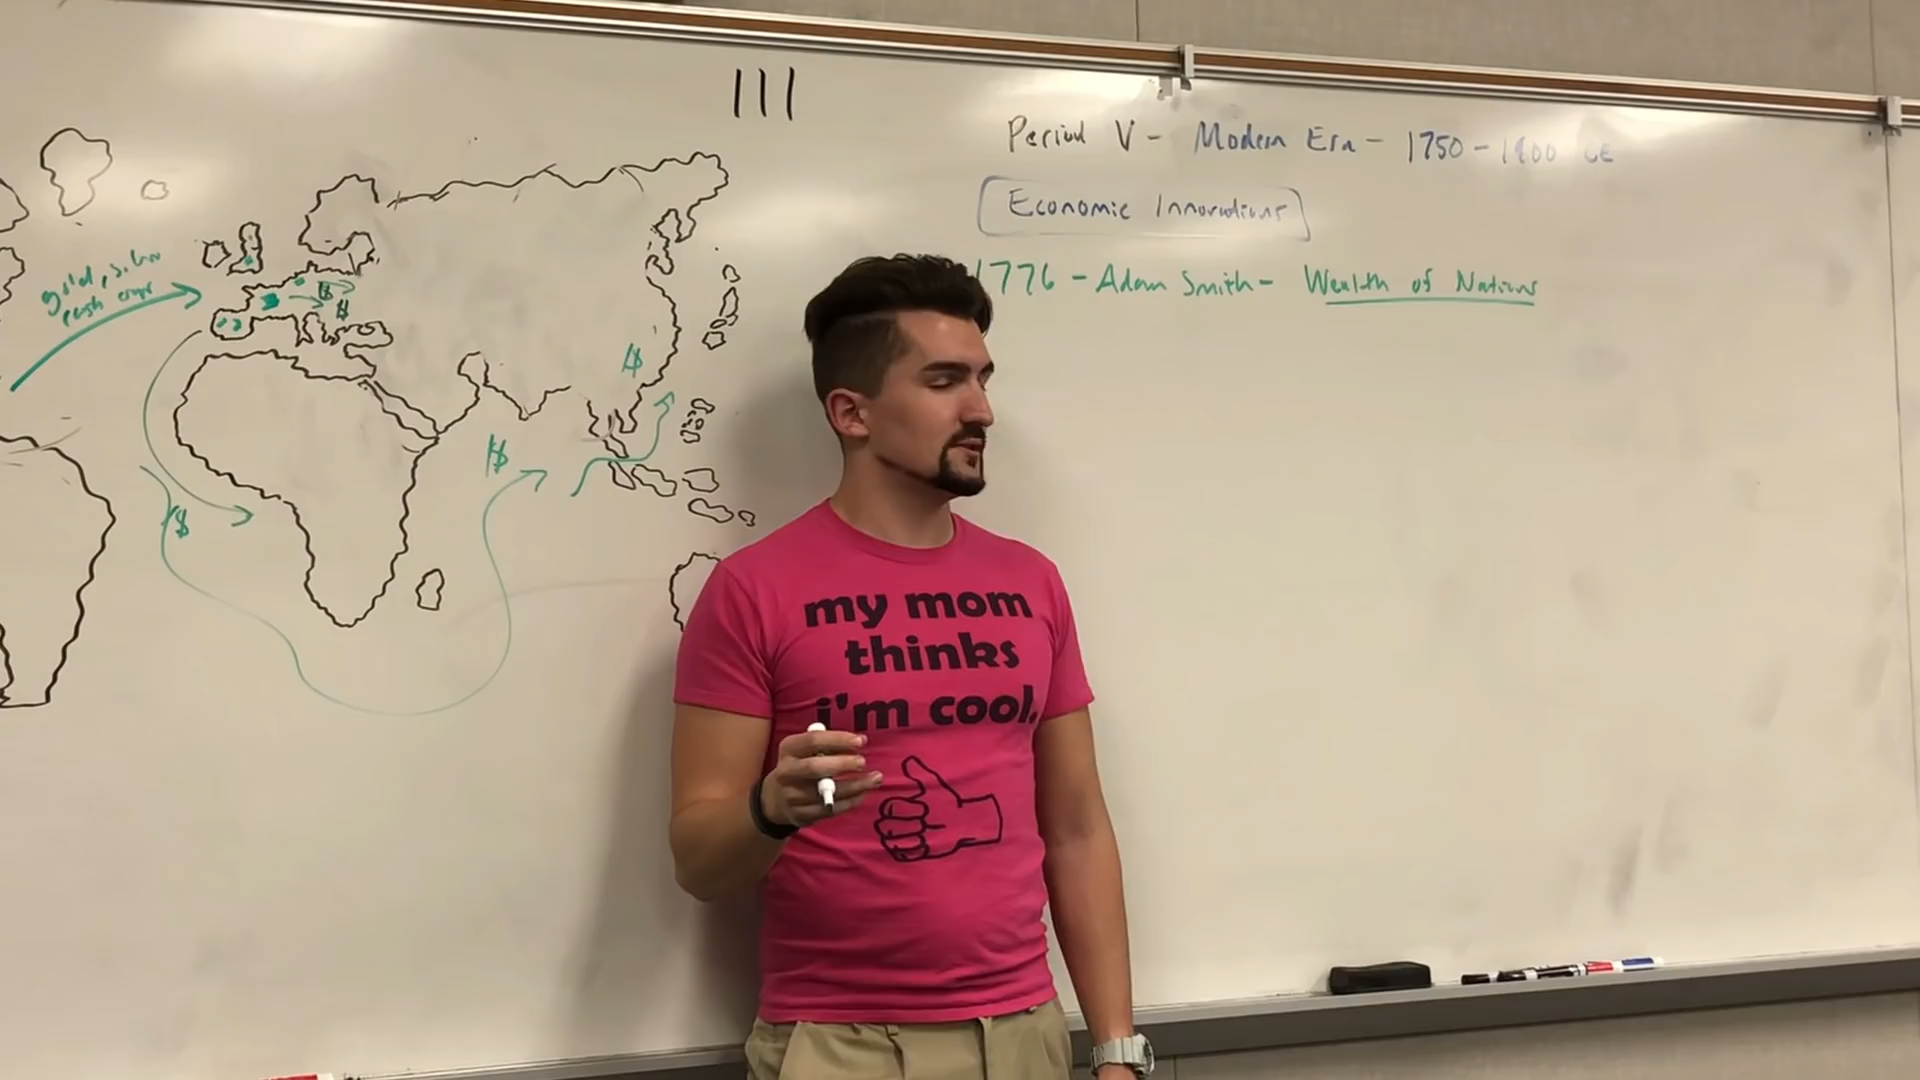 III
Period V - Modern Era - 1750 - 1900 CE
Economic Innovations
1776 - Adam Smith - Wealth of Nations
gold, silver
cash crops
$
$
$
$
$
my mom
thinks
i'm cool.